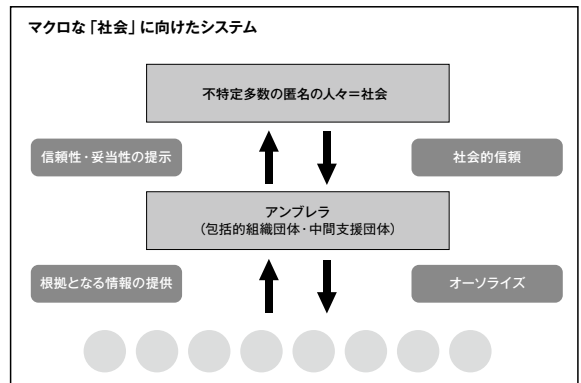 マクロな「社会」に向けたシステム
不特定多数の匿名の人々＝社会
信頼性・妥当性の提示
社会的信頼
アンブレラ
（包括的組織団体・中間支援団体）
根拠となる情報の提供
オーソライズ